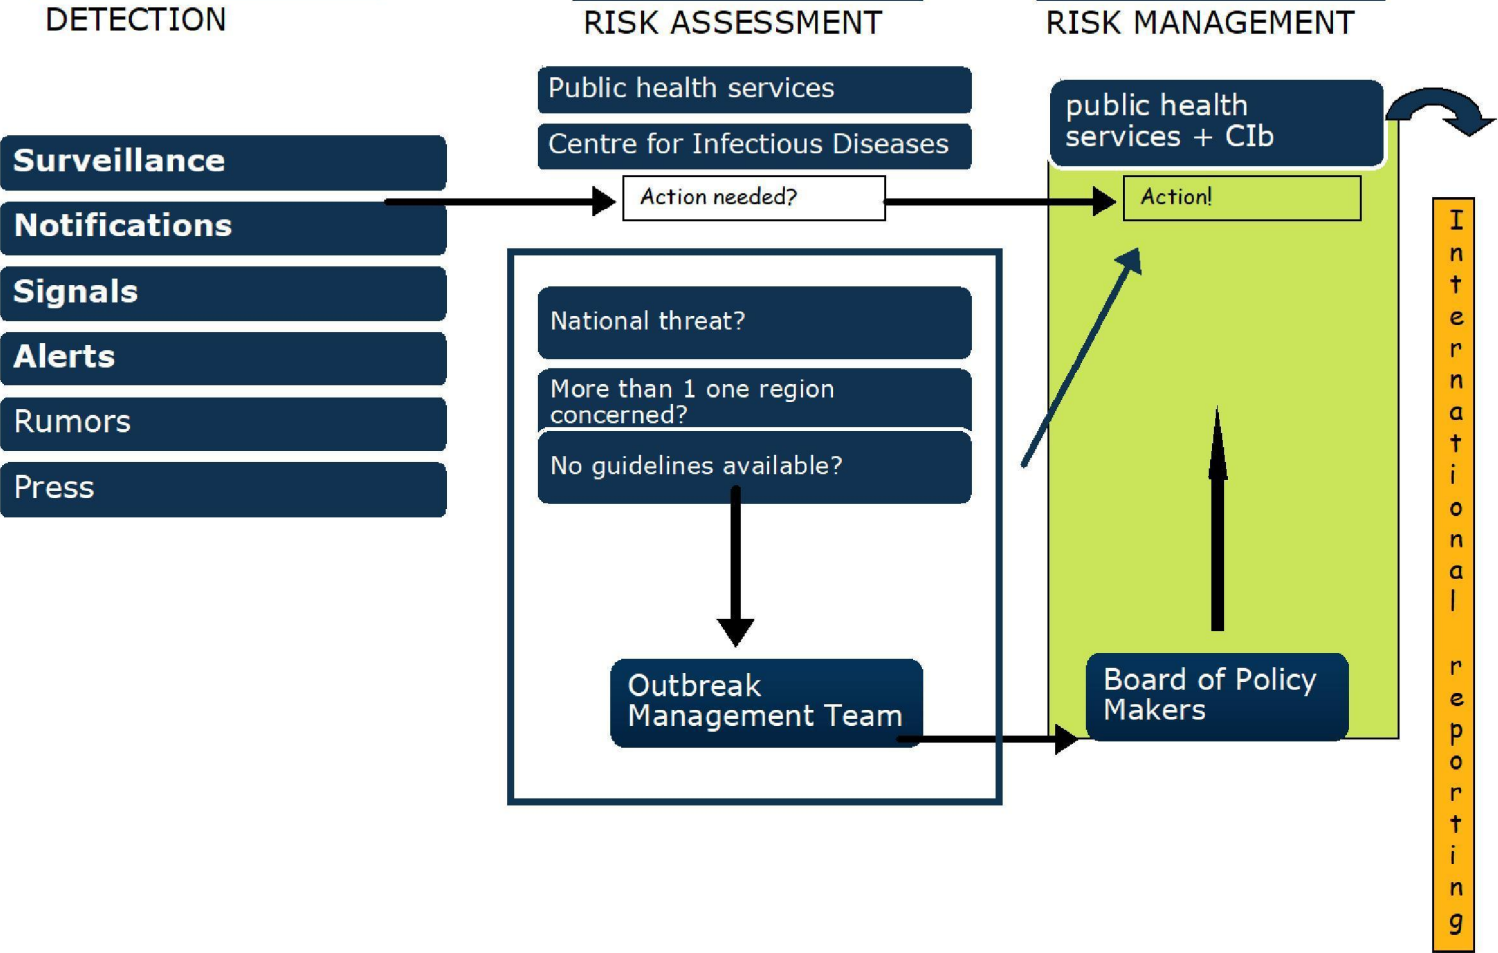 DETECTION
Surveillance
Notifications
Signals
Alerts
Rumors
Press
RISK ASSESSMENT
Public health services
Centre for Infectious Diseases
Action needed?
National threat?
More than 1 one region
concerned?
No guidelines available?
Outbreak
Management Team
RISK MANAGEMENT
public health
services + CIb
Action!
Board of Policy
Makers
International reporting